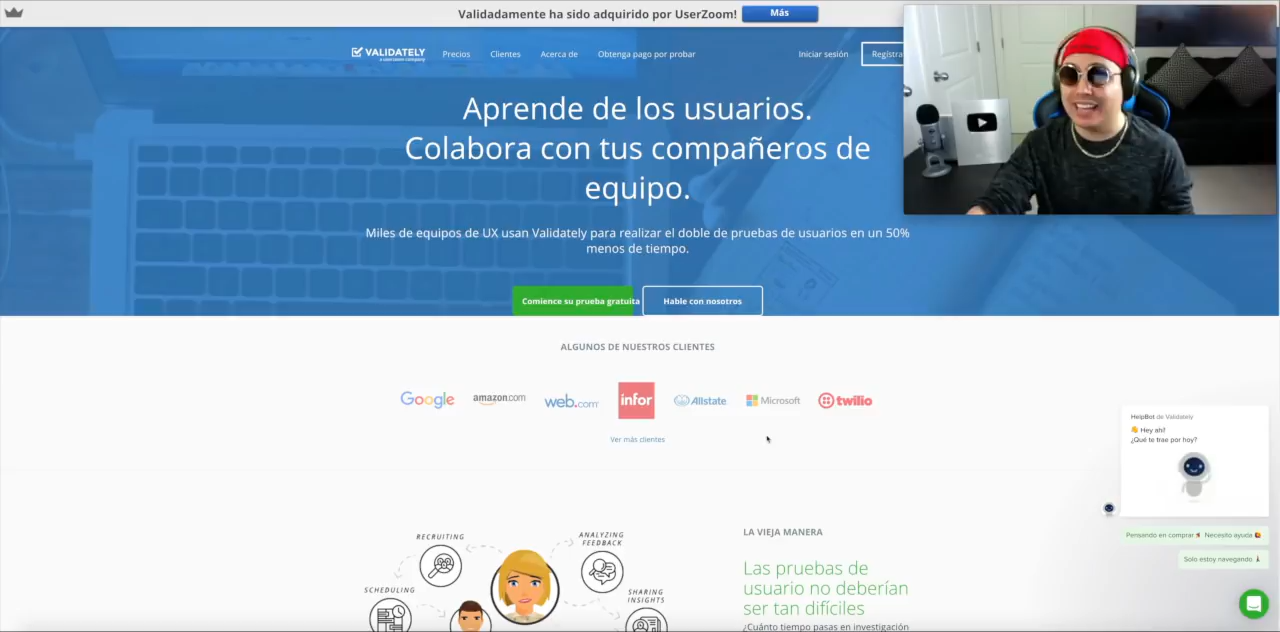 Validadamente ha sido adquirido por UserZoom!
Más
VALIDATELY
a userzoom company
Precios
Clientes
Acerca de
Obtenga pago por probar
Iniciar sesión
Aprende de los usuarios.
Colabora con tus compañeros de
equipo.
Miles de equipos de UX usan Validately para realizar el doble de pruebas de usuarios en un 50%
menos de tiempo.
Comience su prueba gratuita
Hable con nosotros
ALGUNOS DE NUESTROS CLIENTES
Google
amazon.com
web.com
infor
Allstate
Microsoft
twilio
Ver más clientes
HelpBot de Validately
👋 Hey ahí!
¿Qué te trae por hoy?
Pensando en comprar
Necesito ayuda
Solo estoy navegando
RECRUITING
ANALYZING
FEEDBACK
SCHEDULING
SHARING
INSIGHTS
LA VIEJA MANERA
Las pruebas de
usuario no deberían
ser tan difíciles
¿Cuánto tiempo pasas en investigación